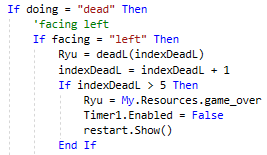 If doing = "dead" Then
'facing left
If facing = "left" Then
Ryu = deadL(indexDeadL)
indexDeadL = indexDeadL + 1
If indexDeadL > 5 Then
Ryu = My.Resources.game_over
Timer1.Enabled = False
restart.Show()
End If